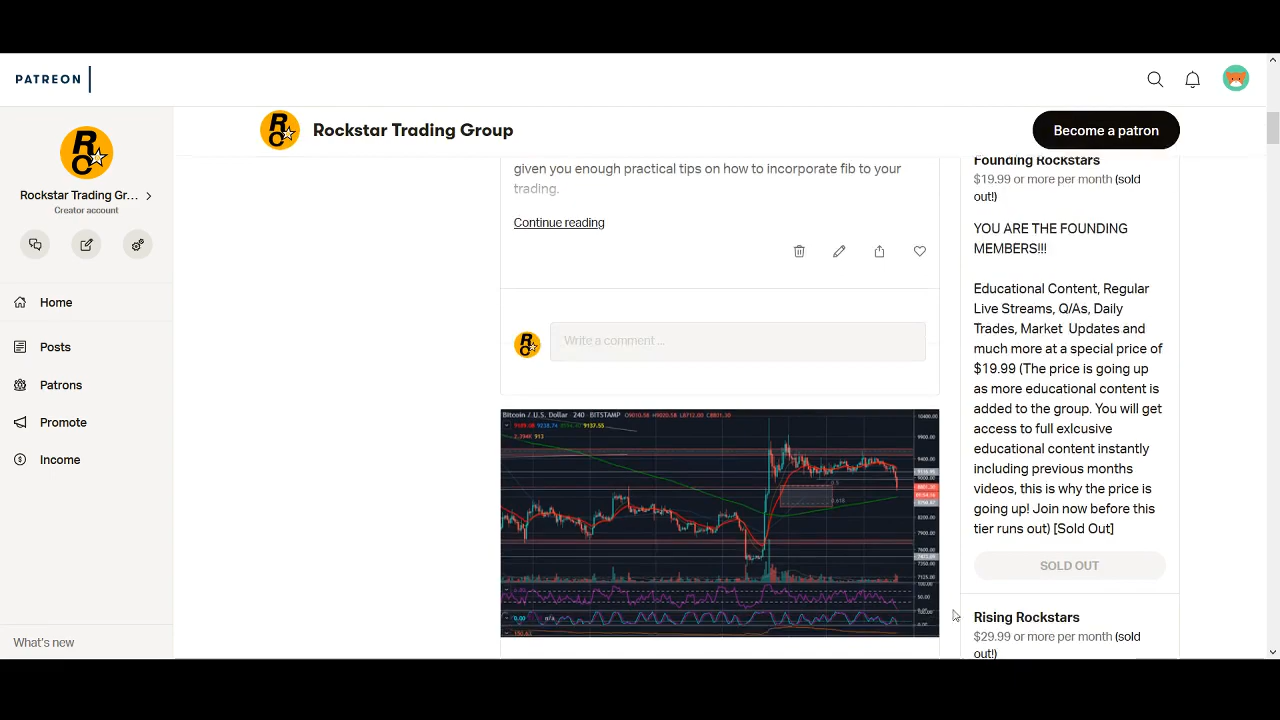 PATREON
Rockstar Trading Group
Become a patron
Rockstar Trading Gr...
Creator account
Home
Posts
Patrons
Promote
Income
What's new
given you enough practical tips on how to incorporate fib to your
trading.
Continue reading
Write a comment ...
Bitcoin / U.S. Dollar 240 BITSTAMP
Founding Rockstars
$19.99 or more per month (sold
out!)
YOU ARE THE FOUNDING
MEMBERS!!!
Educational Content, Regular
Live Streams, Q/As, Daily
Trades, Market Updates and
much more at a special price of
$19.99 (The price is going up
as more educational content is
added to the group. You will get
access to full exlcusive
educational content instantly
including previous months
videos, this is why the price is
going up! Join now before this
tier runs out) [Sold Out]
SOLD OUT
Rising Rockstars
$29.99 or more per month (sold
out!)